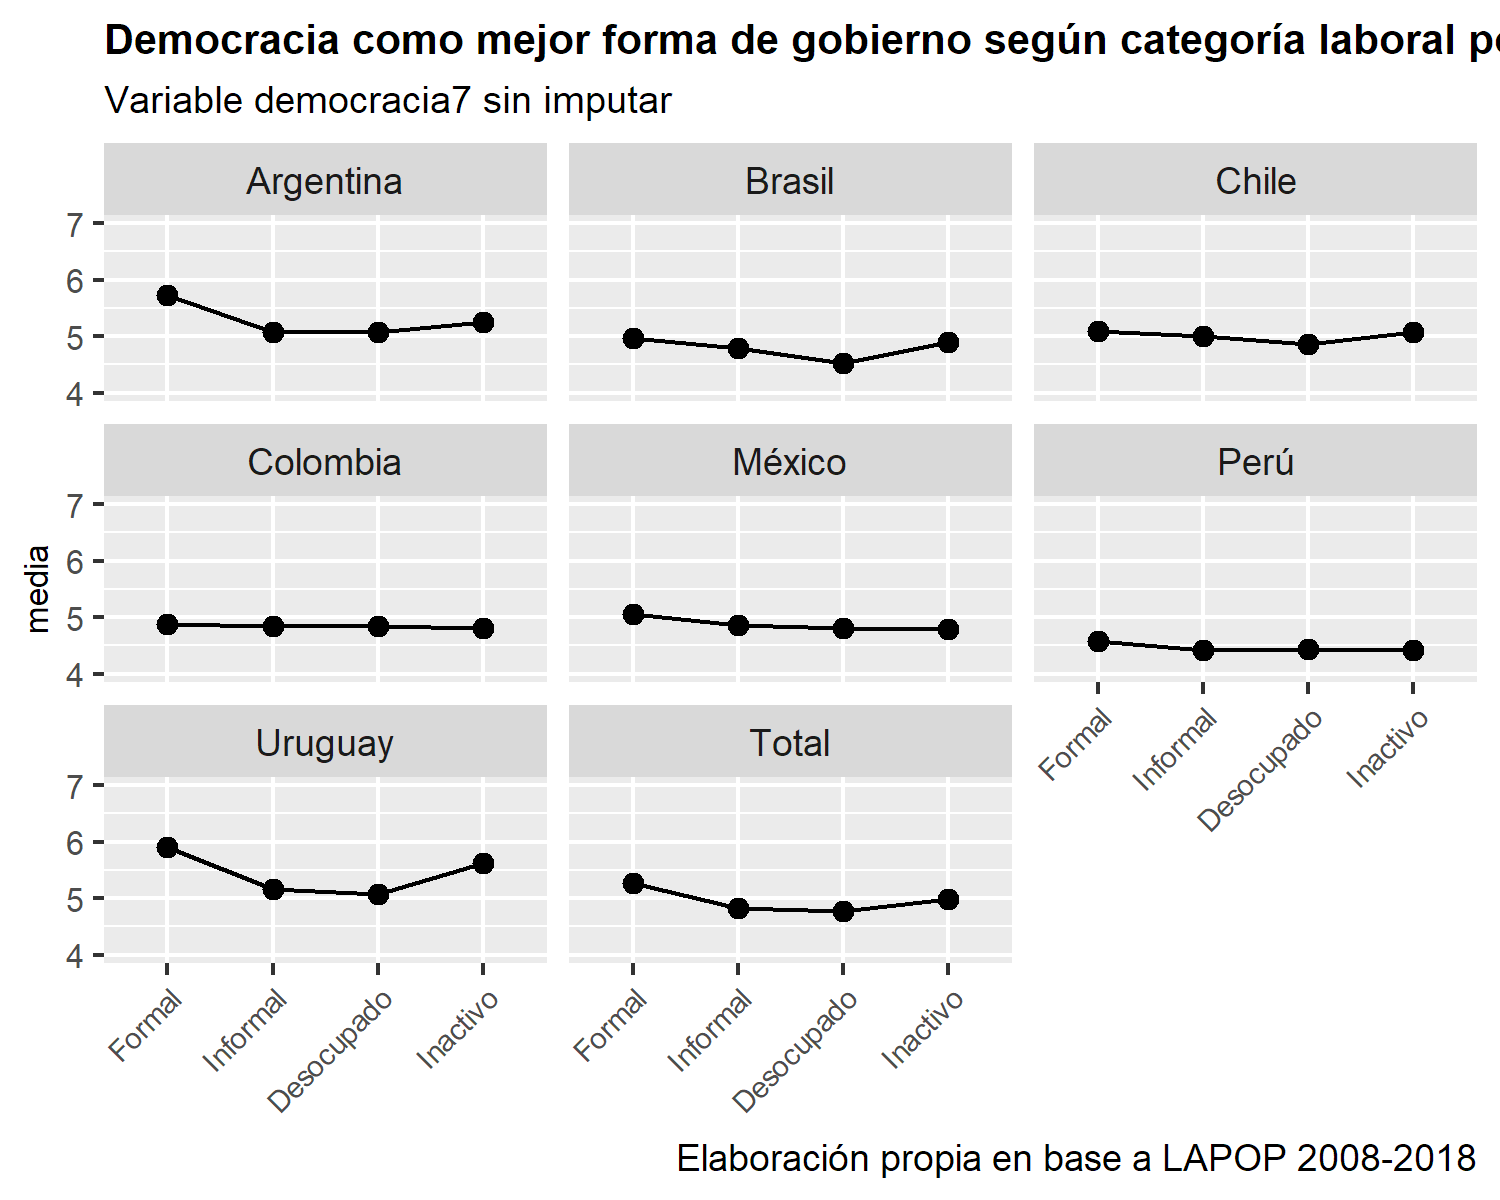 Democracia como mejor forma de gobierno según categoría laboral
Variable democracia7 sin imputar
Argentina
Brasil
Chile
7
6
5
4
Colombia
México
Perú
7
6
5
4
media
Formal
Informal
Desocupado
Inactivo
Uruguay
Total
7
6
5
4
Formal
Informal
Desocupado
Inactivo
Formal
Informal
Desocupado
Inactivo
Elaboración propia en base a LAPOP 2008-2018